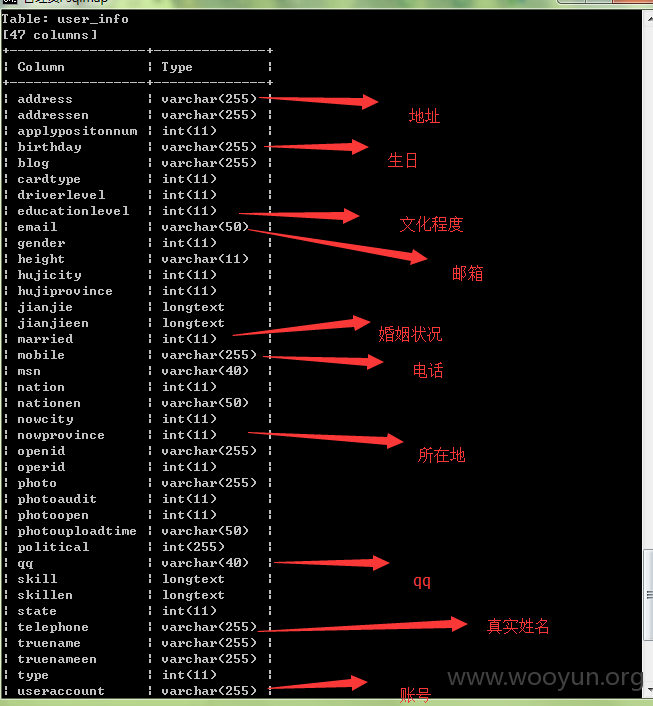 Table: user_info
[47 columns]
Column | Type
address | varchar(255) 地址
addressen | varchar(255)
applypositonnum | int(11)
birthday | varchar(255) 生日
blog | varchar(255)
cardtype | int(11)
driverlevel | int(11)
educationlevel | int(11) 文化程度
email | varchar(50) 邮箱
gender | int(11)
height | varchar(11)
hujicity | int(11)
hujiprovince | int(11)
jianjie | longtext
jianjieen | longtext
married | int(11) 婚姻状况
mobile | varchar(255) 电话
msn | varchar(40)
nation | int(11)
nationen | varchar(50)
nowcity | int(11)
nowprovince | int(11) 所在地
openid | varchar(255)
operid | int(11)
photo | varchar(255)
photoaudit | int(11)
photoopen | int(11)
photouploadtime | varchar(50)
political | int(255)
qq | varchar(40) qq
skill | longtext
skillen | longtext
state | int(11)
telephone | varchar(255) 真实姓名
truename | varchar(255)
truenameen | varchar(255)
type | int(11)
useraccount | varchar(255) 账号
www.wooyun.org